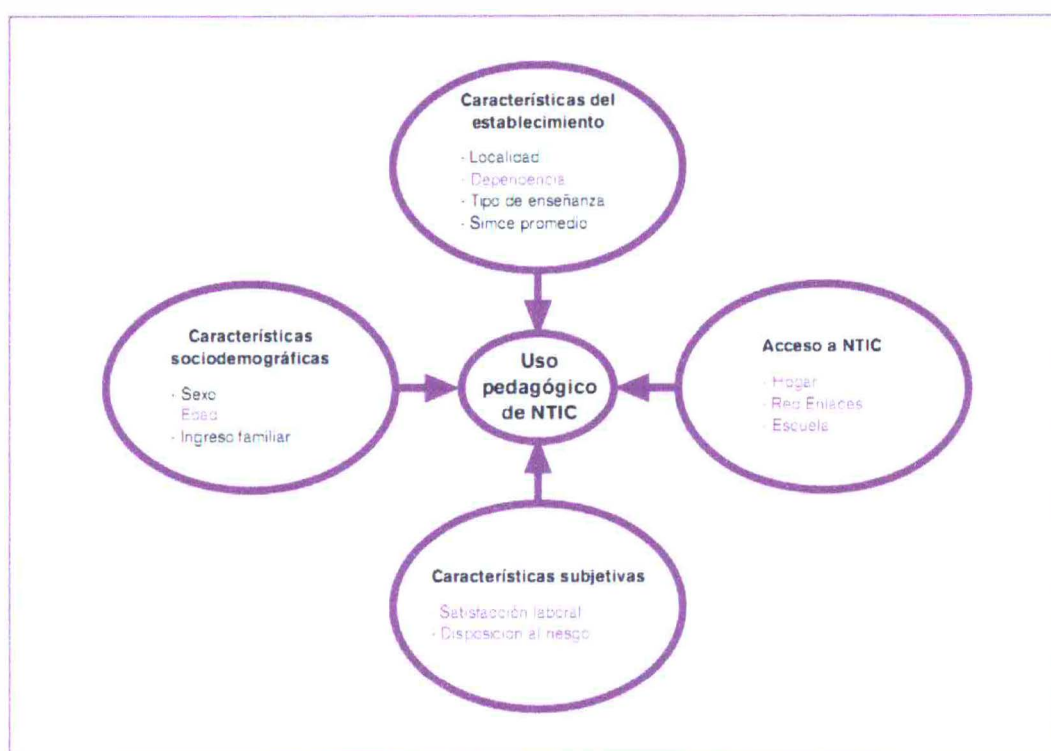 Características del
establecimiento
- Localidad
- Dependencia
- Tipo de enseñanza
- Simce promedio
Características
sociodemográficas
- Sexo
Edad
- Ingreso familiar
Uso
pedagógico
de NTIC
Acceso a NTIC
- Hogar
- Red Enlaces
- Escuela
Características subjetivas
Satisfacción laboral
- Disposicion al riesgo